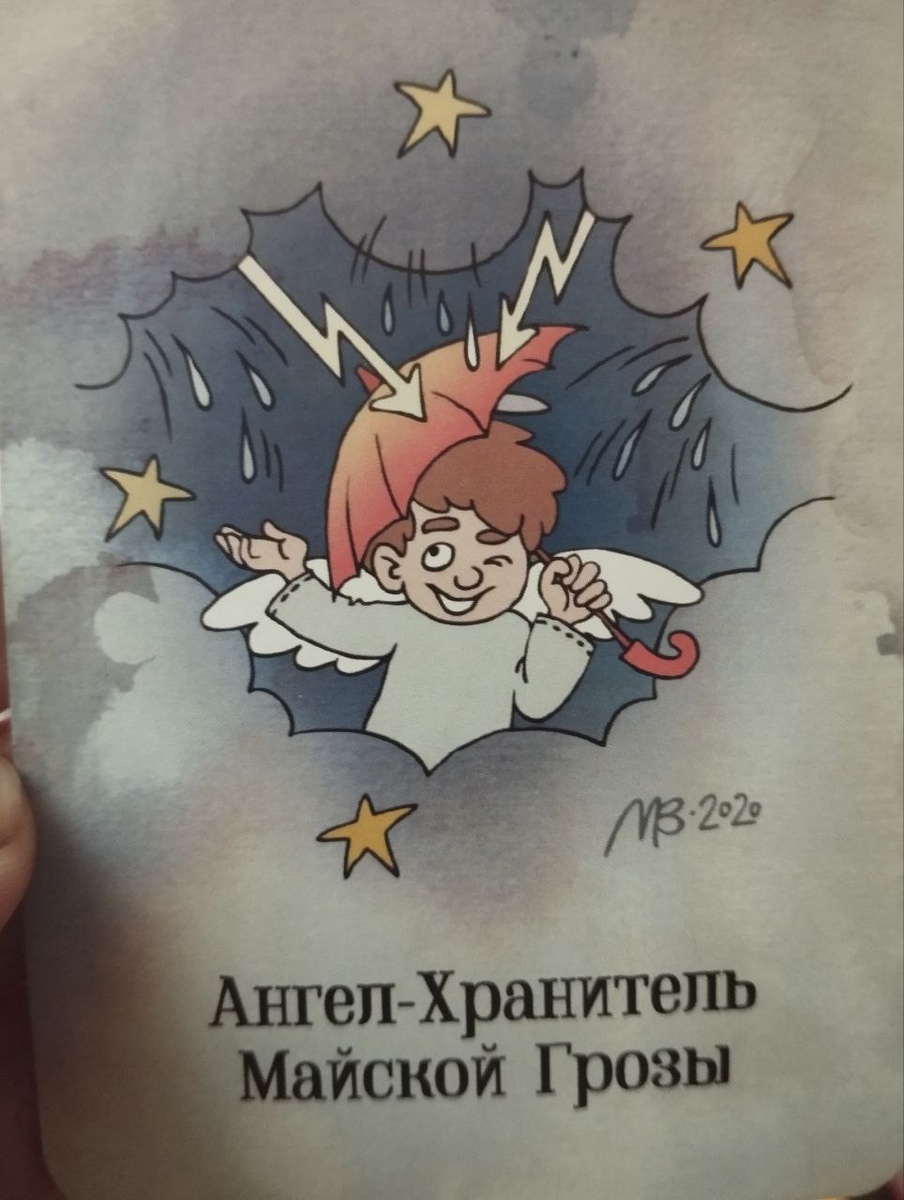 МВ·2020
Ангел-Хранитель
Майской Грозы